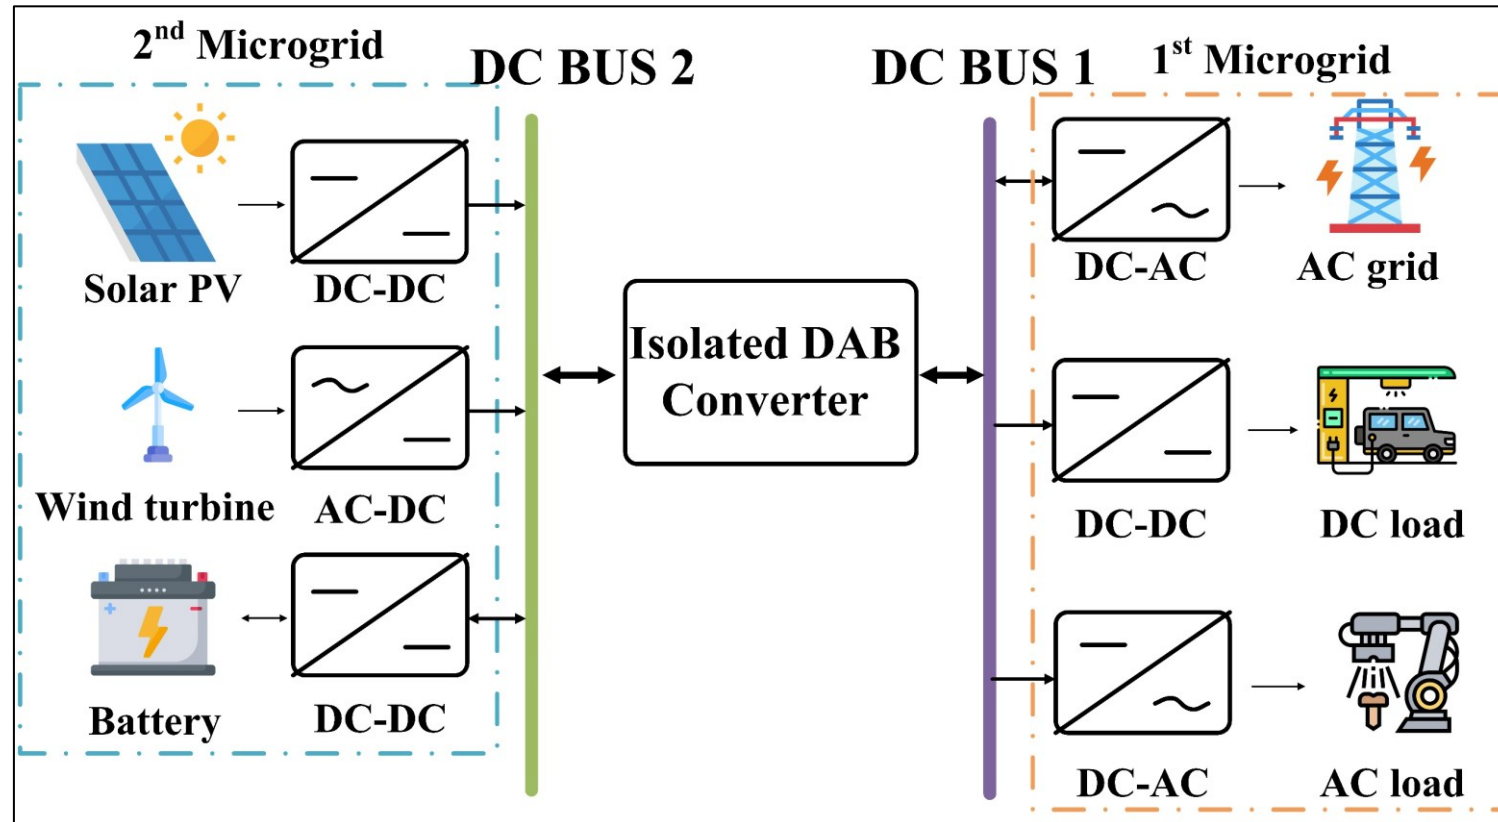 2nd Microgrid
DC BUS 2
DC BUS 1
1st Microgrid
Solar PV
DC-DC
Wind turbine
AC-DC
Battery
DC-DC
Isolated DAB
Converter
DC-AC
AC grid
DC-DC
DC load
DC-AC
AC load